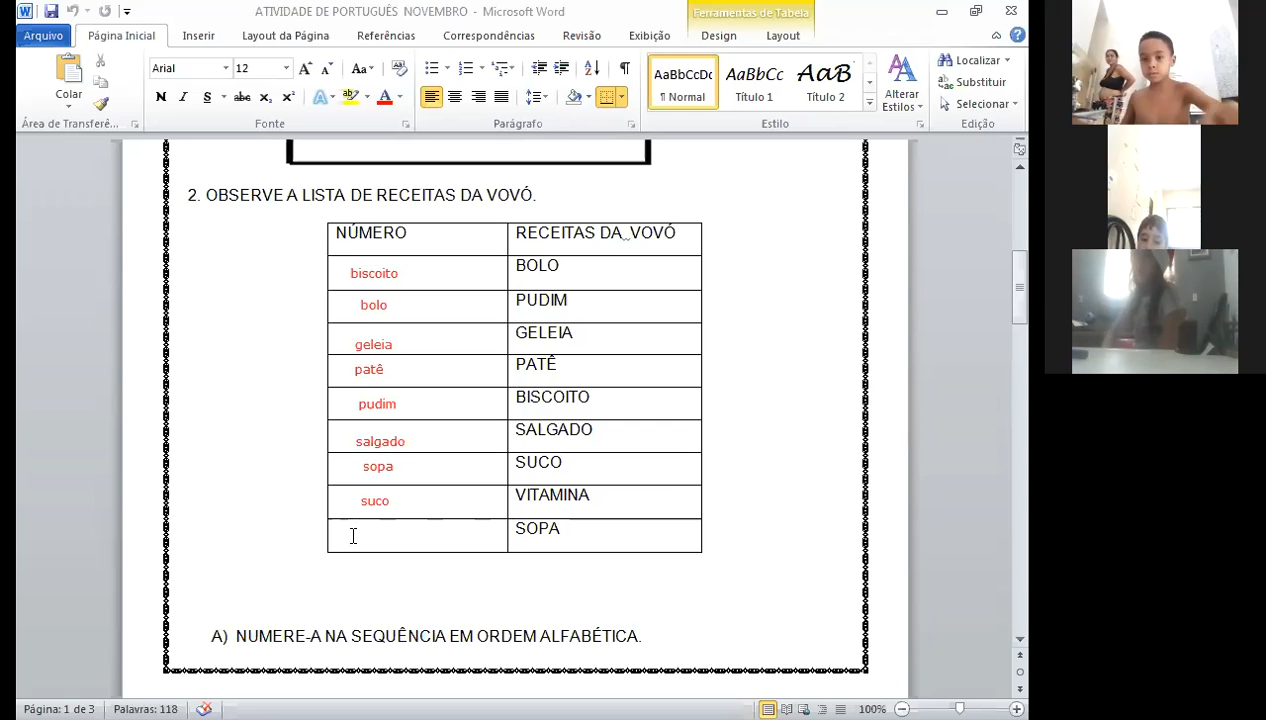 ATIVIDADE DE PORTUGUÊS NOVEMBRO - Microsoft Word
Ferramentas de Tabela
Arquivo Página Inicial Inserir Layout da Página Referências Correspondências Revisão Exibição Design Layout
Colar
Arial 12
AaBbCcDc AaBbCc AaB
¶ Normal Título 1 Título 2
Alterar Estilos
Localizar
Substituir
Selecionar
Área de Transferê... Fonte Parágrafo Estilo Edição
2. OBSERVE A LISTA DE RECEITAS DA VOVÓ.
NÚMERO RECEITAS DA VOVÓ
biscoito BOLO
bolo PUDIM
geleia GELEIA
patê PATÊ
pudim BISCOITO
salgado SALGADO
sopa SUCO
suco VITAMINA
SOPA
A) NUMERE-A NA SEQUÊNCIA EM ORDEM ALFABÉTICA.
Página: 1 de 3 Palavras: 118 100%